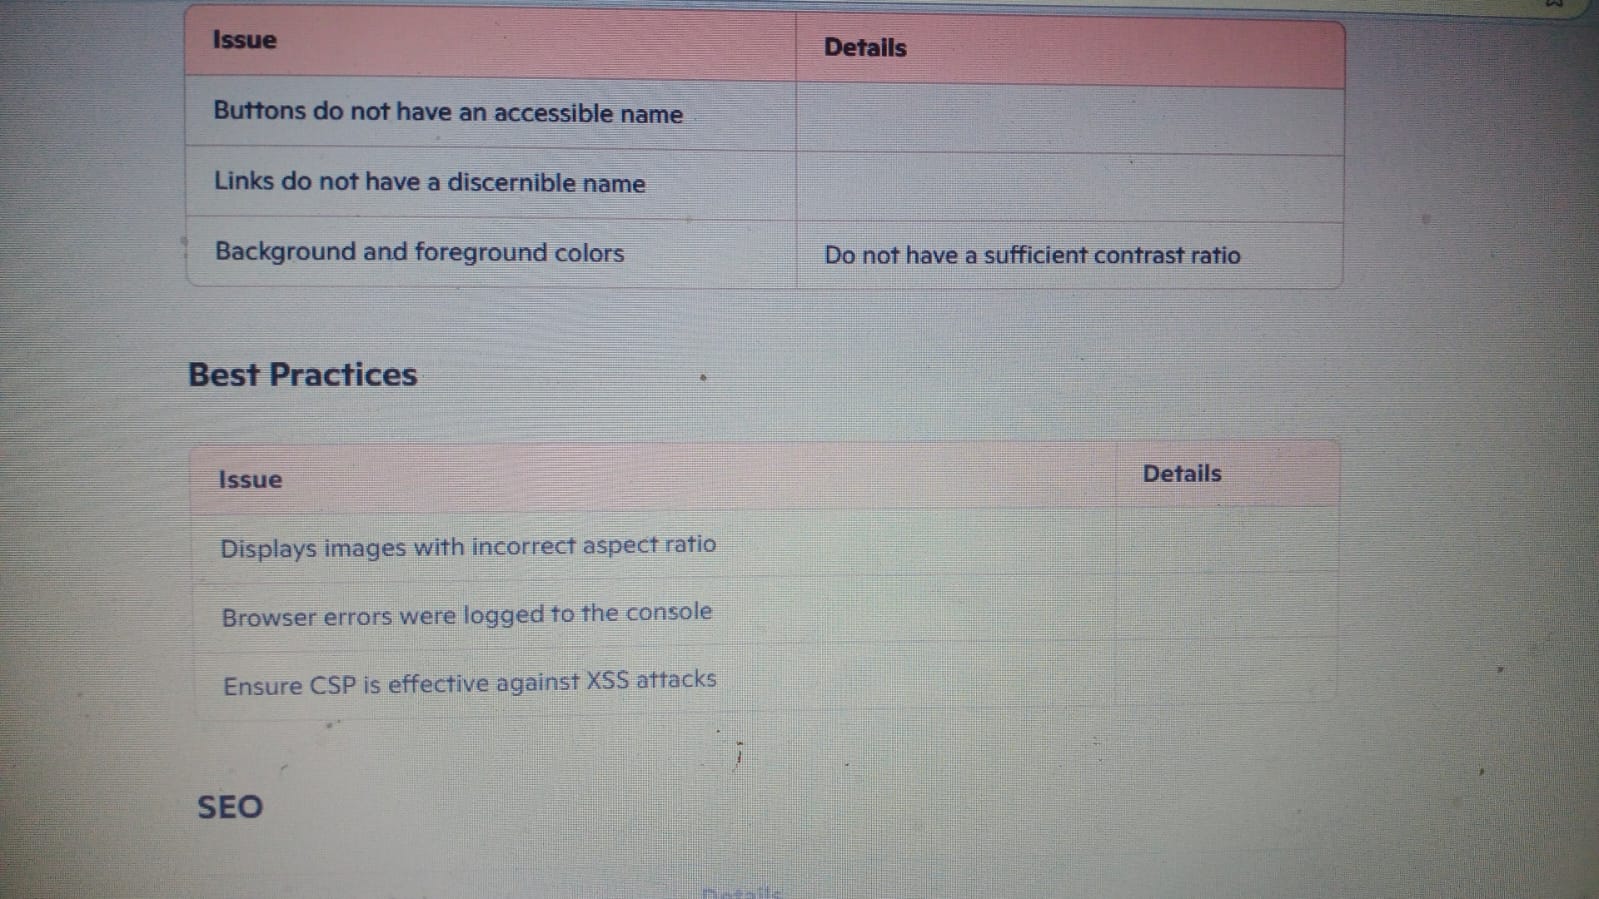 Issue
Details
Buttons do not have an accessible name
Links do not have a discernible name
Background and foreground colors
Do not have a sufficient contrast ratio
Best Practices
Issue
Details
Displays images with incorrect aspect ratio
Browser errors were logged to the console
Ensure CSP is effective against XSS attacks
SEO
Details